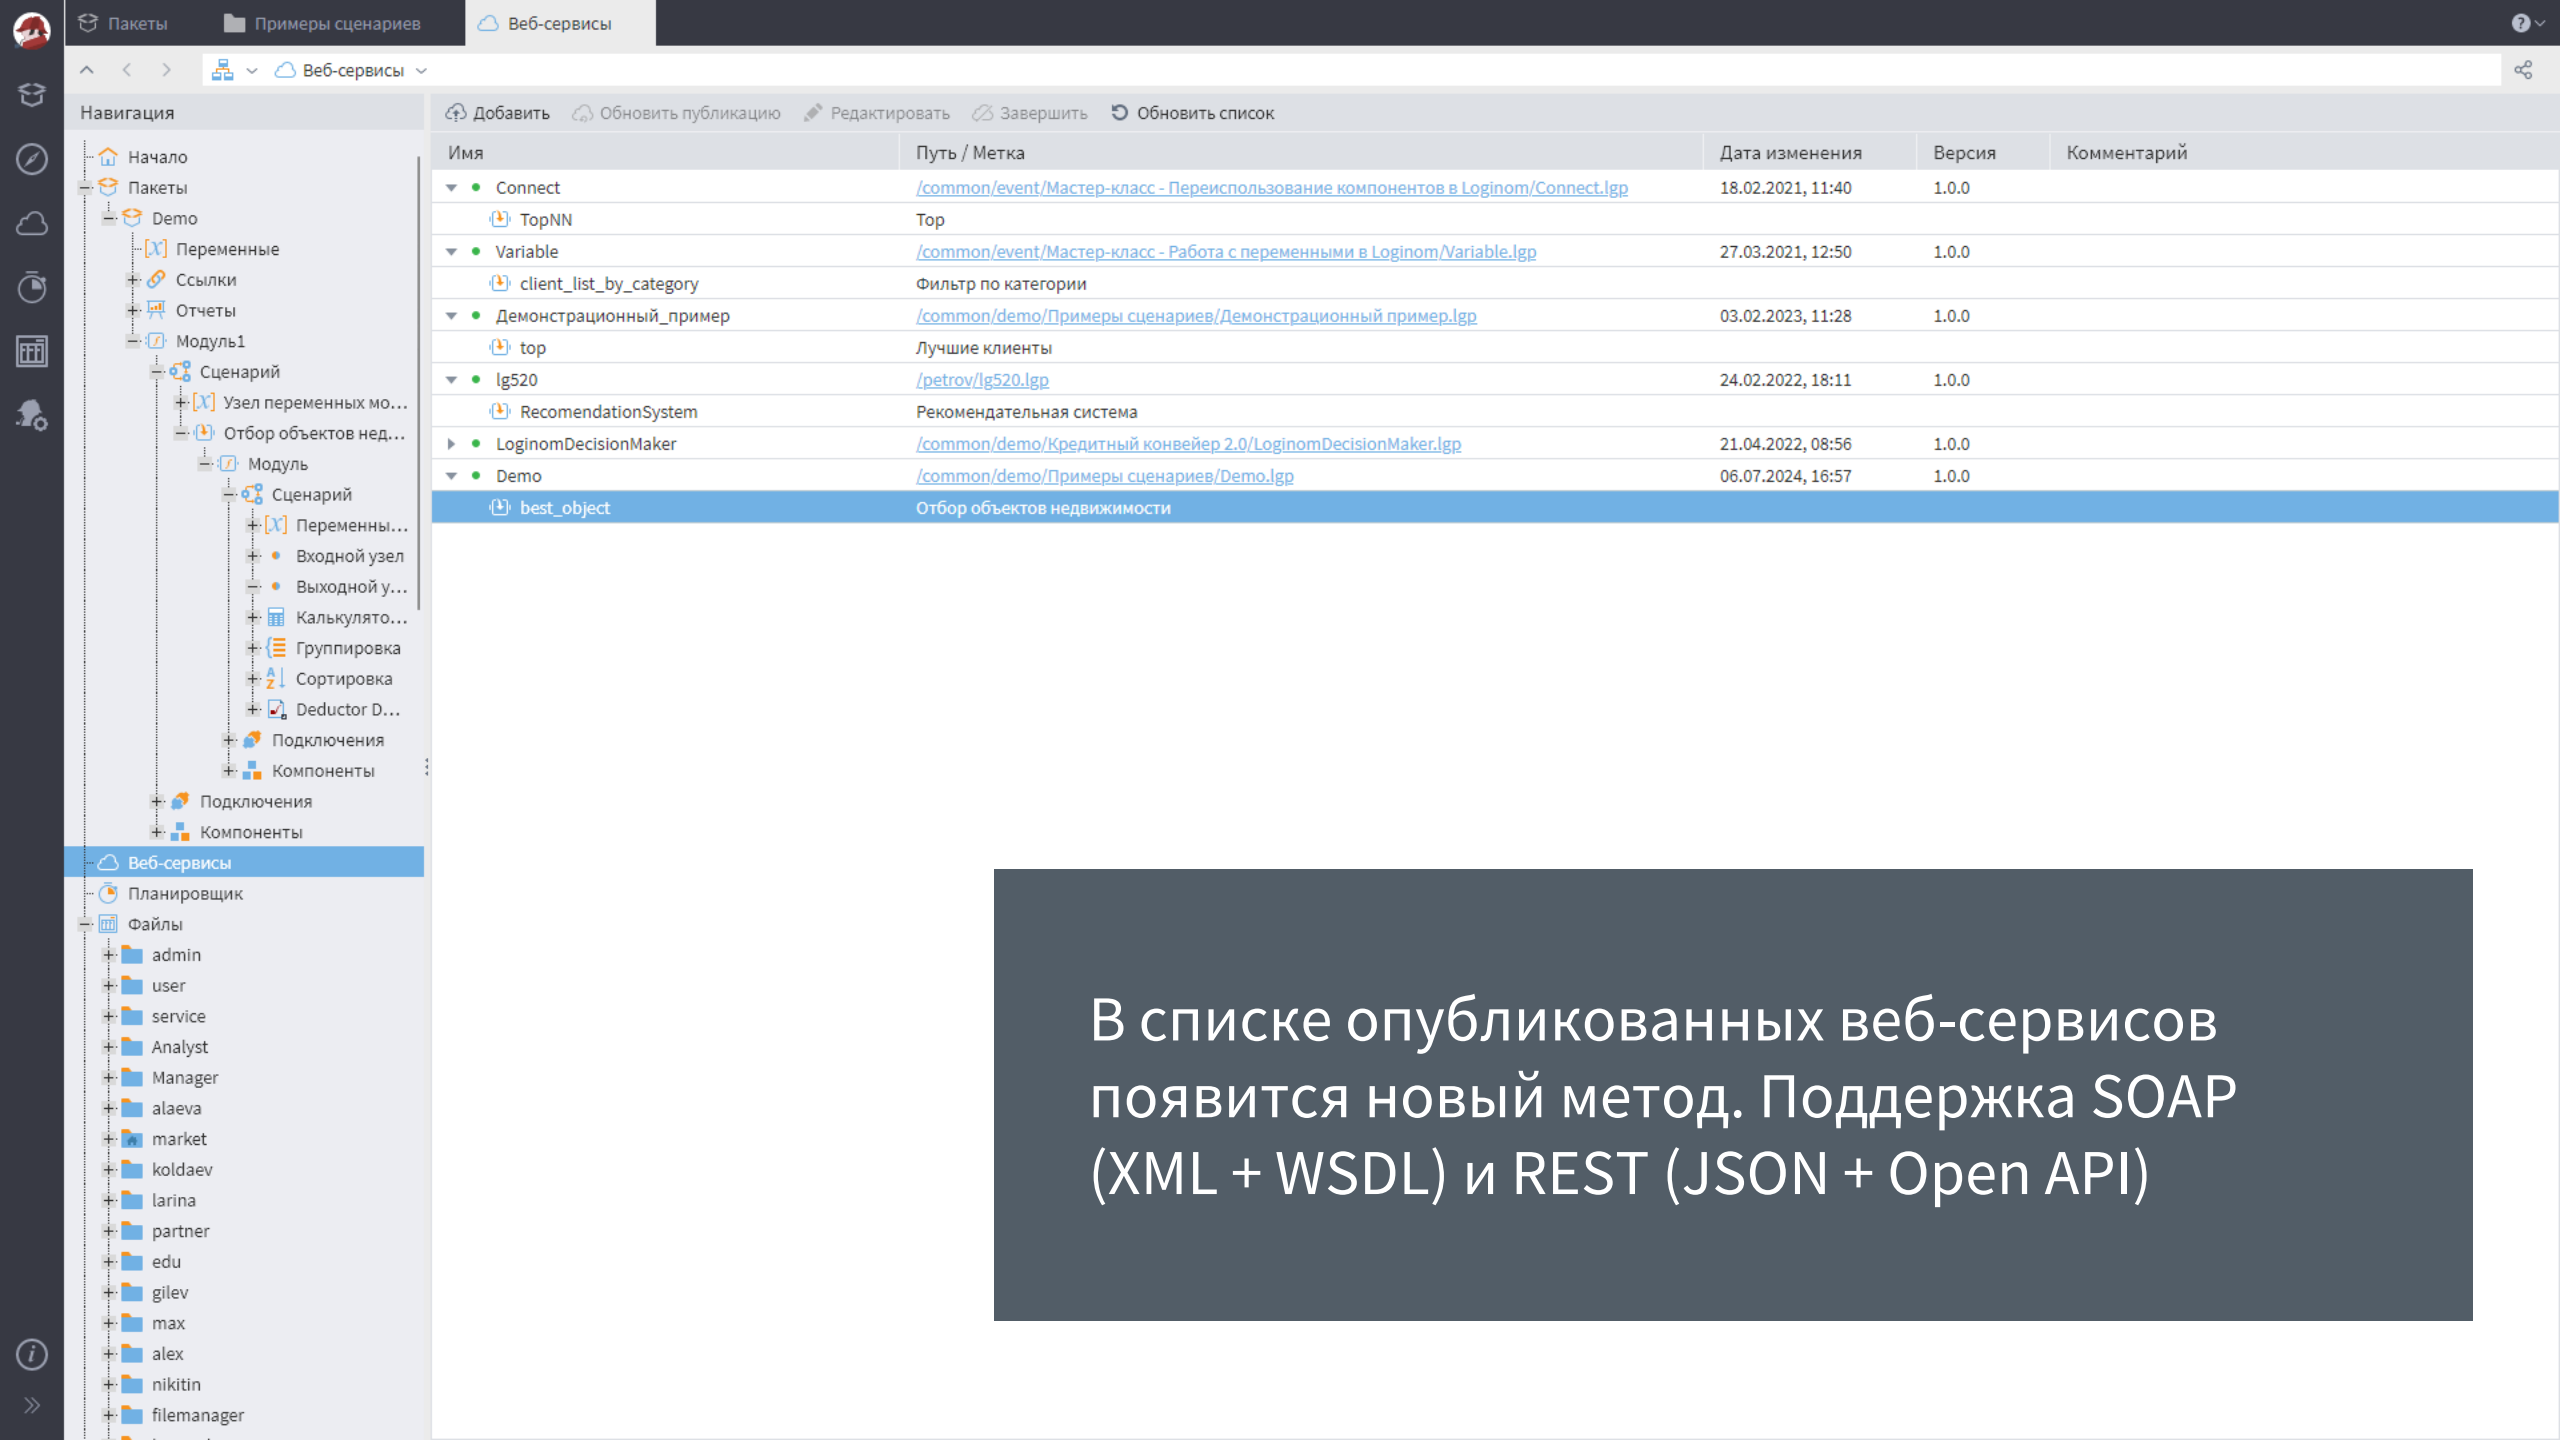 Пакеты
Примеры сценариев
Веб-сервисы
Веб-сервисы
Навигация
Начало
Пакеты
Demo
Переменные
Ссылки
Отчеты
Модуль1
Сценарий
Узел переменных мо...
Отбор объектов нед...
Модуль
Сценарий
Переменны...
Входной узел
Выходной у...
Калькулято...
Группировка
Сортировка
Deductor D...
Подключения
Компоненты
Подключения
Компоненты
Веб-сервисы
Планировщик
Файлы
admin
user
service
Analyst
Manager
alaeva
market
koldaev
larina
partner
edu
gilev
max
alex
nikitin
filemanager
Добавить Обновить публикацию Редактировать Завершить Обновить список
Имя Путь / Метка Дата изменения Версия Комментарий
Connect /common/event/Мастер-класс - Переиспользование компонентов в Loginom/Connect.lgp 18.02.2021, 11:40 1.0.0
TopNN Top
Variable /common/event/Мастер-класс - Работа с переменными в Loginom/Variable.lgp 27.03.2021, 12:50 1.0.0
client_list_by_category Фильтр по категории
Демонстрационный_пример /common/demo/Примеры сценариев/Демонстрационный пример.lgp 03.02.2023, 11:28 1.0.0
top Лучшие клиенты
lg520 /petrov/lg520.lgp 24.02.2022, 18:11 1.0.0
RecomendationSystem Рекомендательная система
LoginomDecisionMaker /common/demo/Кредитный конвейер 2.0/LoginomDecisionMaker.lgp 21.04.2022, 08:56 1.0.0
Demo /common/demo/Примеры сценариев/Demo.lgp 06.07.2024, 16:57 1.0.0
best_object Отбор объектов недвижимости
В списке опубликованных веб-сервисов
появится новый метод. Поддержка SOAP
(XML + WSDL) и REST (JSON + Open API)